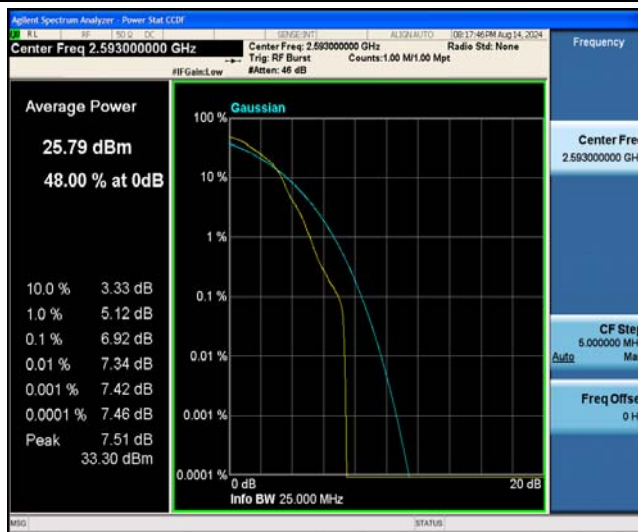 Agilent Spectrum Analyzer - Power Stat CCDF
RL RF 50 Ω DC SENSE:INT ALIGNAUTO 08:17:46PM Aug 14, 2024
Center Freq 2.593000000 GHz
Center Freq: 2.593000000 GHz Radio Std: None
Trig: RF Burst Counts:1.00 M/1.00 Mpt
#IFGain:Low #Atten: 46 dB
Frequency
Average Power
25.79 dBm
48.00 % at 0dB
10.0 % 3.33 dB
1.0 % 5.12 dB
0.1 % 6.92 dB
0.01 % 7.34 dB
0.001 % 7.42 dB
0.0001 % 7.46 dB
Peak 7.51 dB
33.30 dBm
Gaussian
100 %
10 %
1 %
0.1 %
0.01 %
0.001 %
0.0001 %
0 dB 20 dB
Info BW 25.000 MHz
Center Fre
2.593000000 GH
CF Ste
5.000000 MH
Auto Ma
Freq Offse
0 H
MSG STATUS